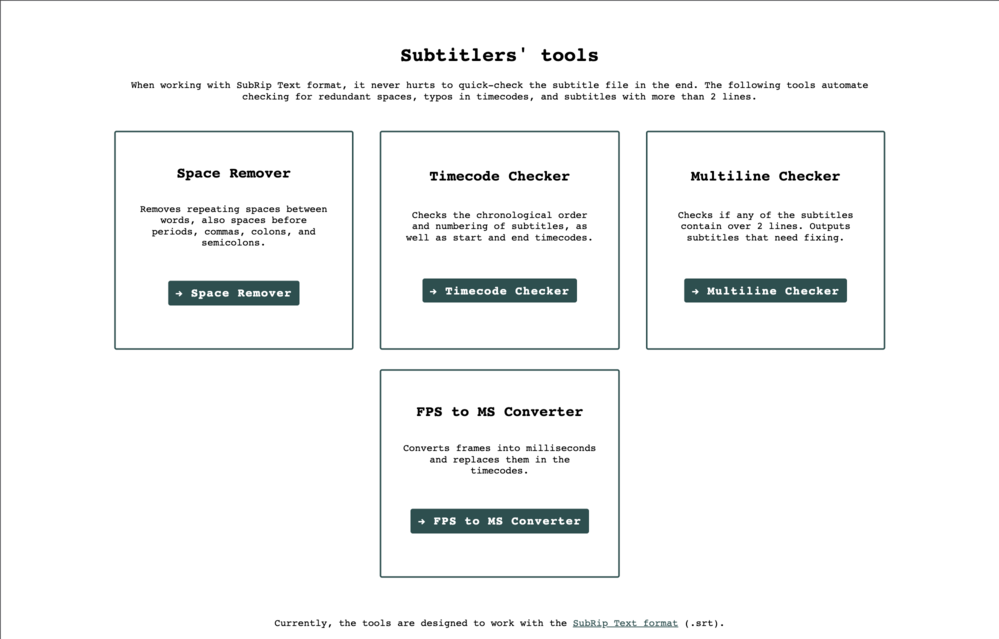 Subtitlers' tools
When working with SubRip Text format, it never hurts to quick-check the subtitle file in the end. The following tools automate
checking for redundant spaces, typos in timecodes, and subtitles with more than 2 lines.
Space Remover
Removes repeating spaces between
words, also spaces before
periods, commas, colons, and
semicolons.
→ Space Remover
Timecode Checker
Checks the chronological order
and numbering of subtitles, as
well as start and end timecodes.
→ Timecode Checker
Multiline Checker
Checks if any of the subtitles
contain over 2 lines. Outputs
subtitles that need fixing.
→ Multiline Checker
FPS to MS Converter
Converts frames into milliseconds
and replaces them in the
timecodes.
→ FPS to MS Converter
Currently, the tools are designed to work with the SubRip Text format (.srt).